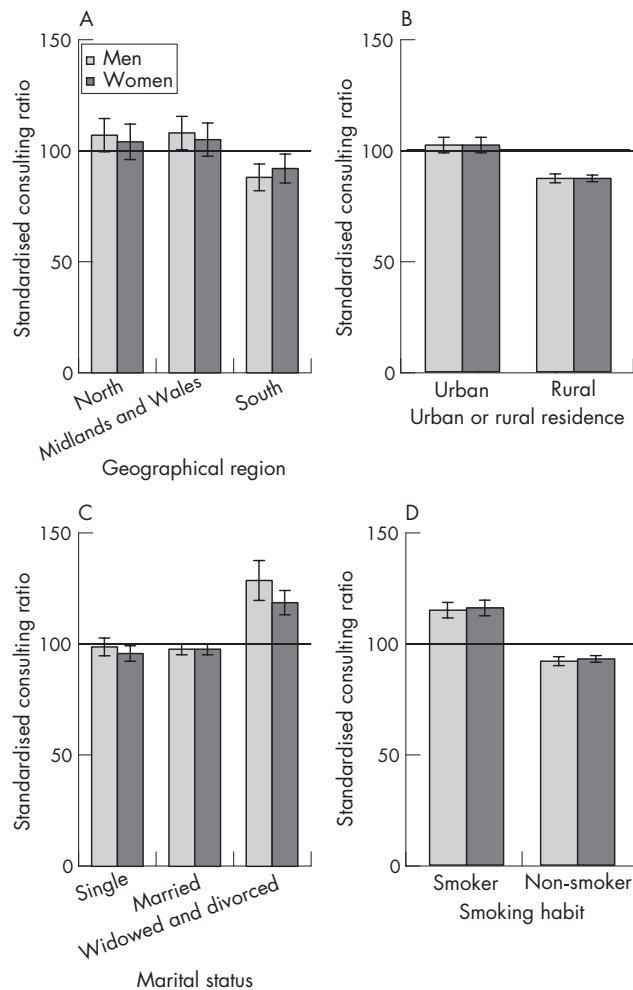 A
150
100
50
0
Standardised consulting ratio
Men
Women
North
Midlands and Wales
South
Geographical region
B
150
100
50
0
Standardised consulting ratio
Urban
Rural
Urban or rural residence
C
150
100
50
0
Standardised consulting ratio
Single
Married
Widowed and divorced
Marital status
D
150
100
50
0
Standardised consulting ratio
Smoker
Non-smoker
Smoking habit